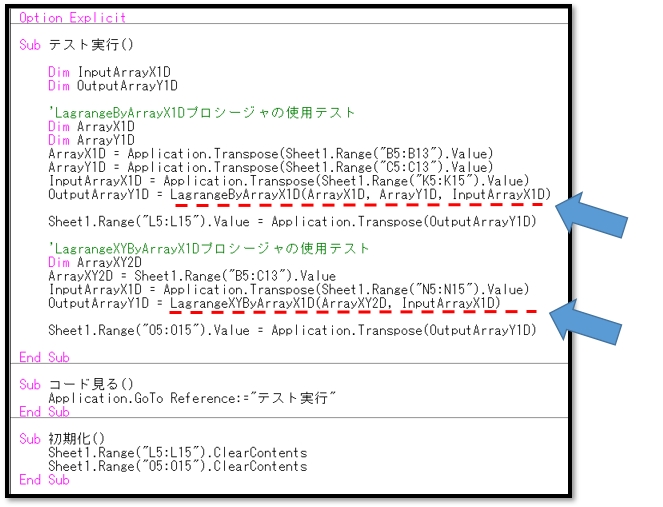 Option Explicit
Sub テスト実行()
Dim InputArrayX1D
Dim OutputArrayY1D
'LagrangeByArrayX1Dプロシージャの使用テスト
Dim ArrayX1D
Dim ArrayY1D
ArrayX1D = Application.Transpose(Sheet1.Range("B5:B13").Value)
ArrayY1D = Application.Transpose(Sheet1.Range("C5:C13").Value)
InputArrayX1D = Application.Transpose(Sheet1.Range("K5:K15").Value)
OutputArrayY1D = LagrangeByArrayX1D(ArrayX1D, ArrayY1D, InputArrayX1D)
Sheet1.Range("L5:L15").Value = Application.Transpose(OutputArrayY1D)
'LagrangeXYByArrayX1Dプロシージャの使用テスト
Dim ArrayXY2D
ArrayXY2D = Sheet1.Range("B5:C13").Value
InputArrayX1D = Application.Transpose(Sheet1.Range("N5:N15").Value)
OutputArrayY1D = LagrangeXYByArrayX1D(ArrayXY2D, InputArrayX1D)
Sheet1.Range("O5:O15").Value = Application.Transpose(OutputArrayY1D)
End Sub
Sub コード見る()
Application.GoTo Reference:="テスト実行"
End Sub
Sub 初期化()
Sheet1.Range("L5:L15").ClearContents
Sheet1.Range("O5:O15").ClearContents
End Sub